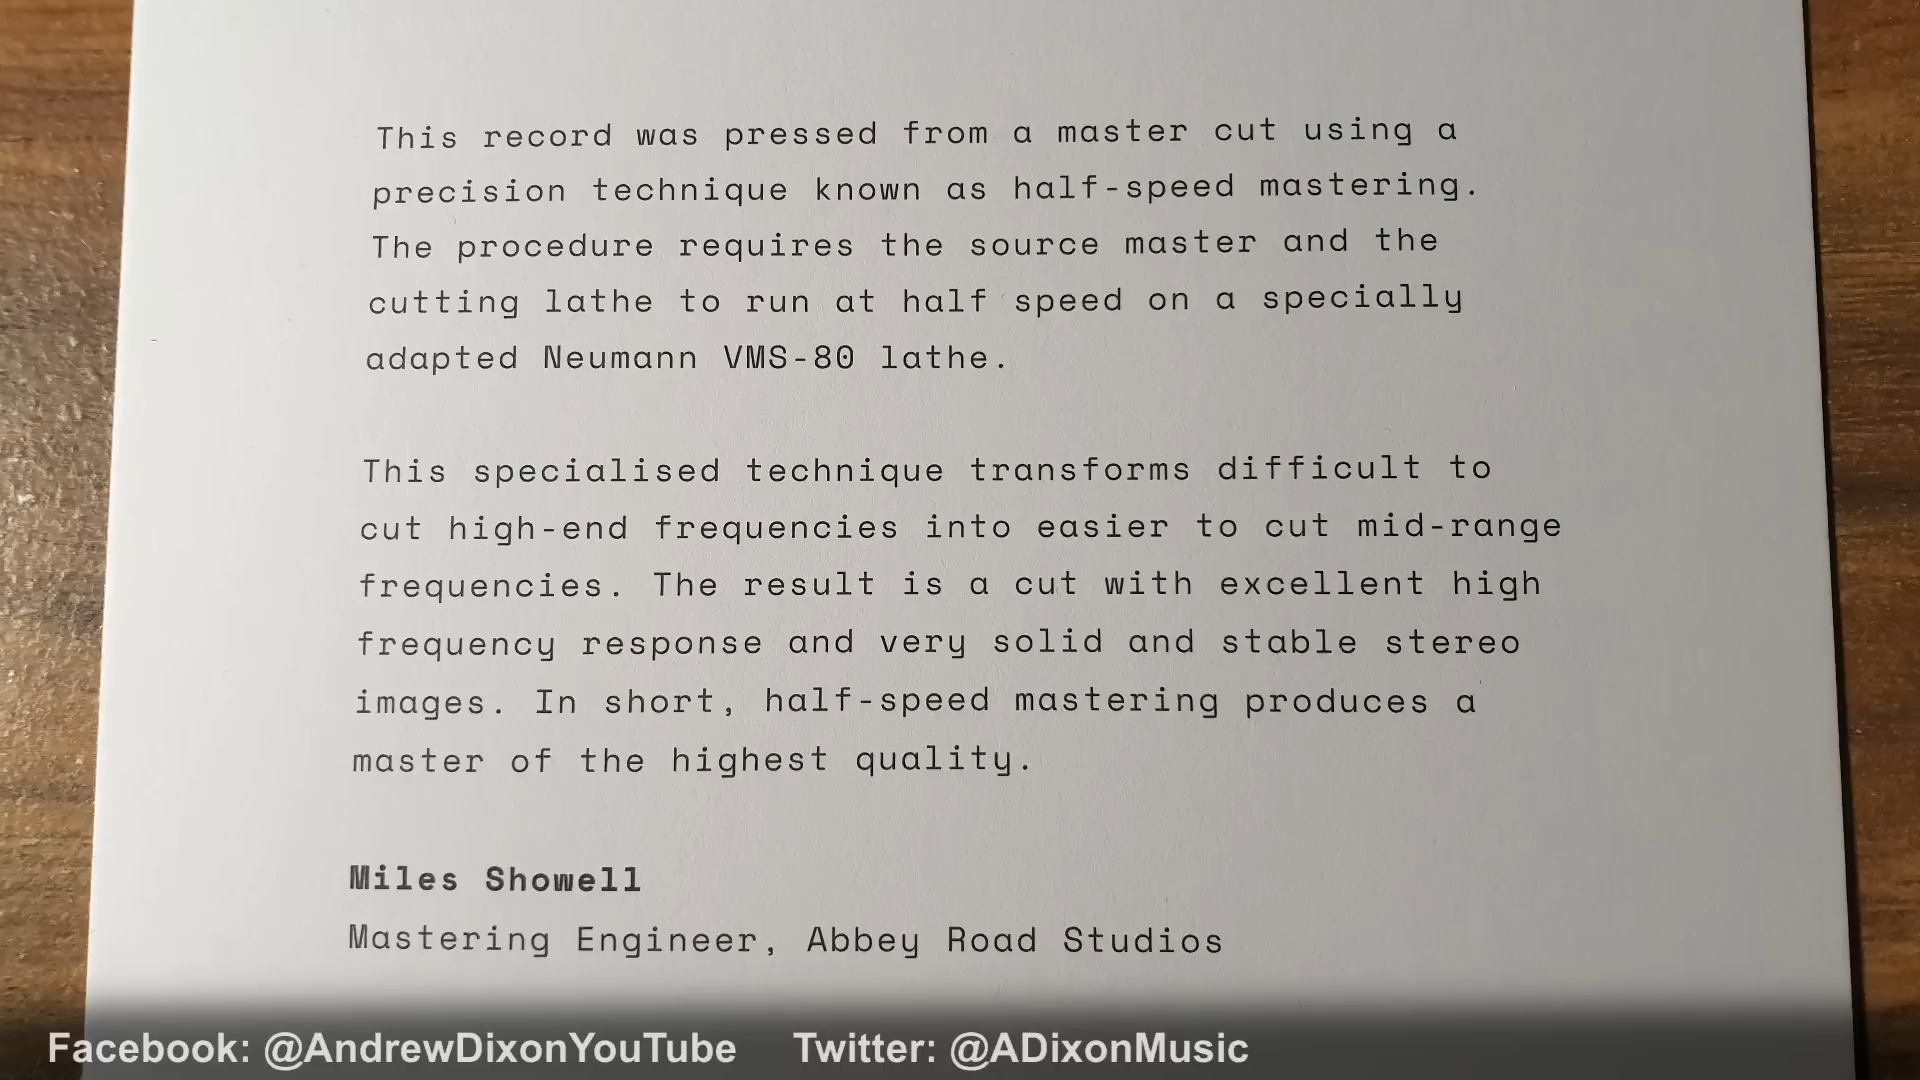 This record was pressed from a master cut using a
precision technique known as half-speed mastering.
The procedure requires the source master and the
cutting lathe to run at half speed on a specially
adapted Neumann VMS-80 lathe.
This specialised technique transforms difficult to
cut high-end frequencies into easier to cut mid-range
frequencies. The result is a cut with excellent high
frequency response and very solid and stable stereo
images. In short, half-speed mastering produces a
master of the highest quality.
Miles Showell
Mastering Engineer, Abbey Road Studios
Facebook: @AndrewDixonYouTube Twitter: @ADixonMusic